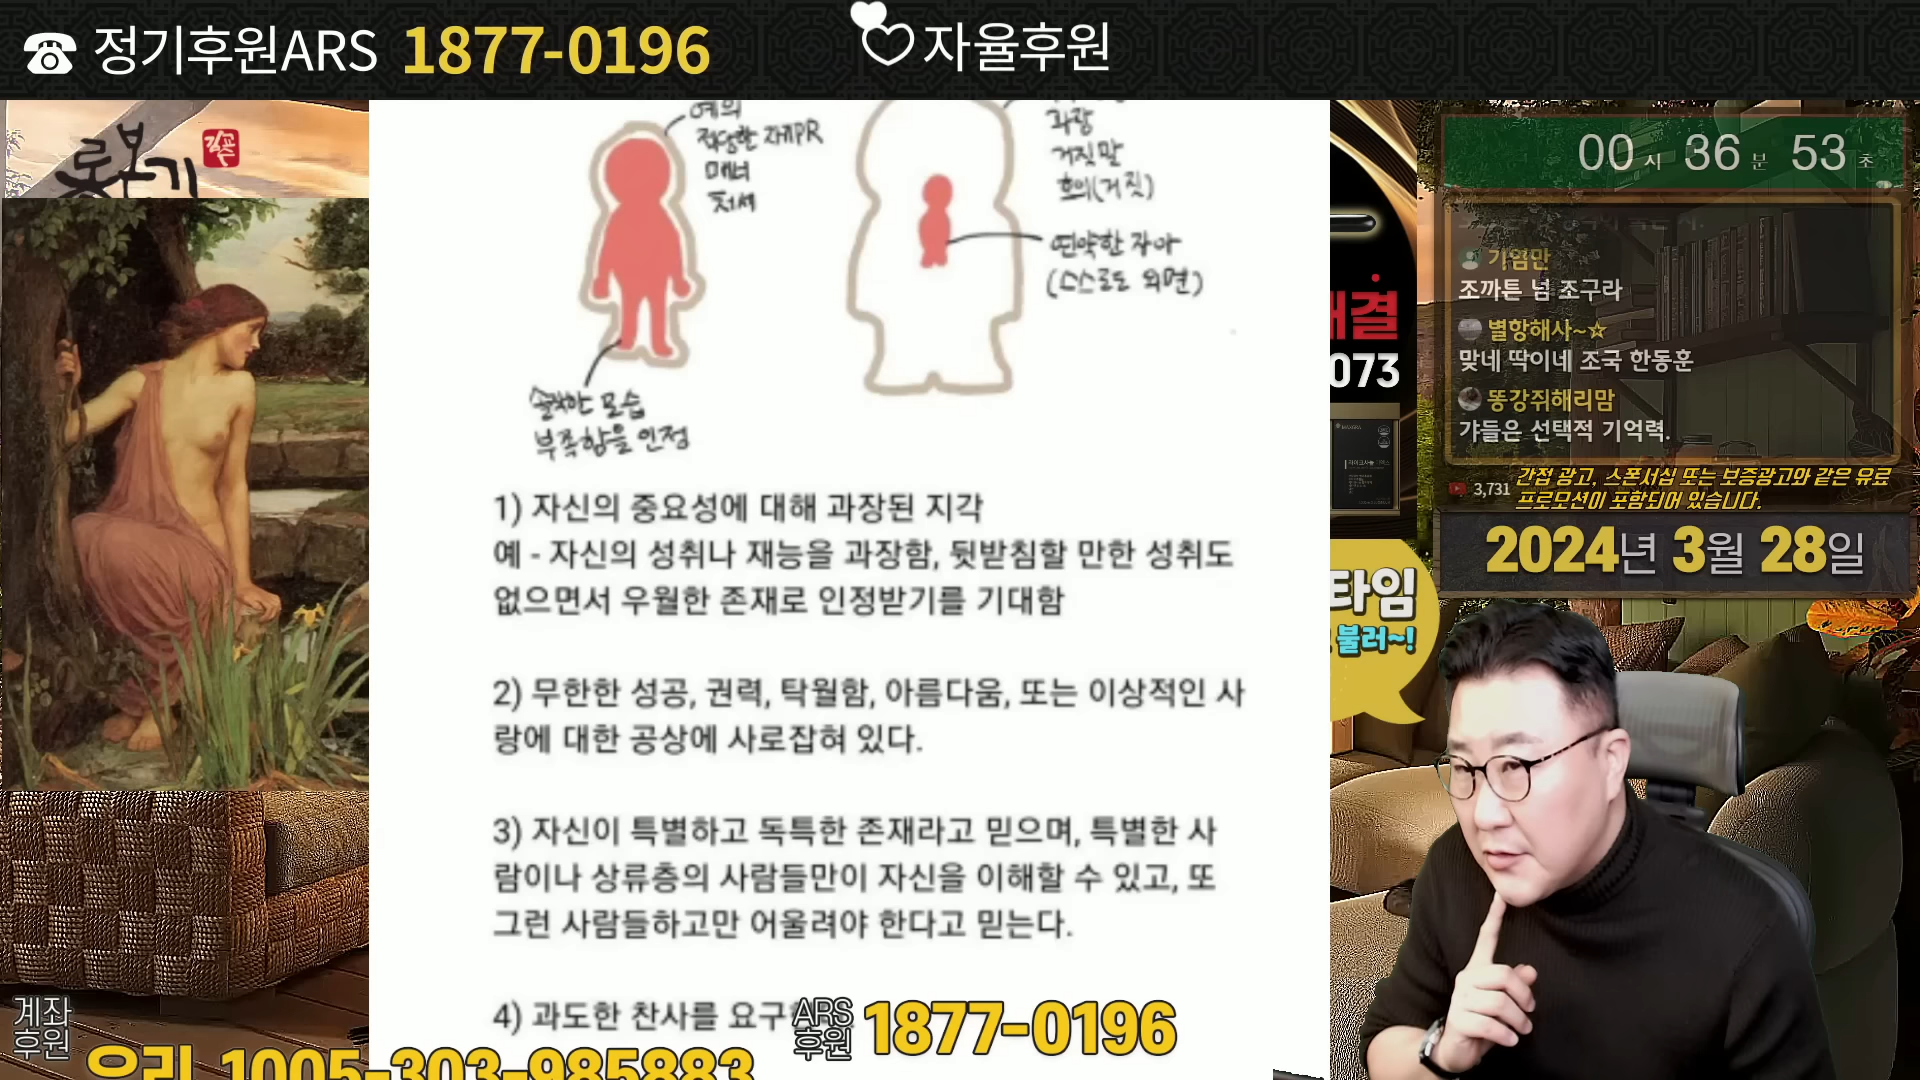 정기후원ARS 1877-0196
자율후원
롯본기
예의
적당한 자기PR
매너
처세
과장
거짓말
호의(거짓)
연약한 자아
(스스로도 외면)
솔직한 모습
부족함을 인정
1) 자신의 중요성에 대해 과장된 지각
예 - 자신의 성취나 재능을 과장함, 뒷받침할 만한 성취도
없으면서 우월한 존재로 인정받기를 기대함
2) 무한한 성공, 권력, 탁월함, 아름다움, 또는 이상적인 사
랑에 대한 공상에 사로잡혀 있다.
3) 자신이 특별하고 독특한 존재라고 믿으며, 특별한 사
람이나 상류층의 사람들만이 자신을 이해할 수 있고, 또
그런 사람들하고만 어울려야 한다고 믿는다.
4) 과도한 찬사를 요구
ARS
후원
1877-0196
계좌
후원
우리 1005-303-985883
해결
073
타임
불러~!
00 시 36 분 53 초
기염만
조까튼 넘 조구라
별항해사~☆
맞네 딱이네 조국 한동훈
똥강쥐해리맘
갸들은 선택적 기억력.
3,731
간접 광고, 스폰서십 또는 보증광고와 같은 유료
프로모션이 포함되어 있습니다.
2024년 3월 28일